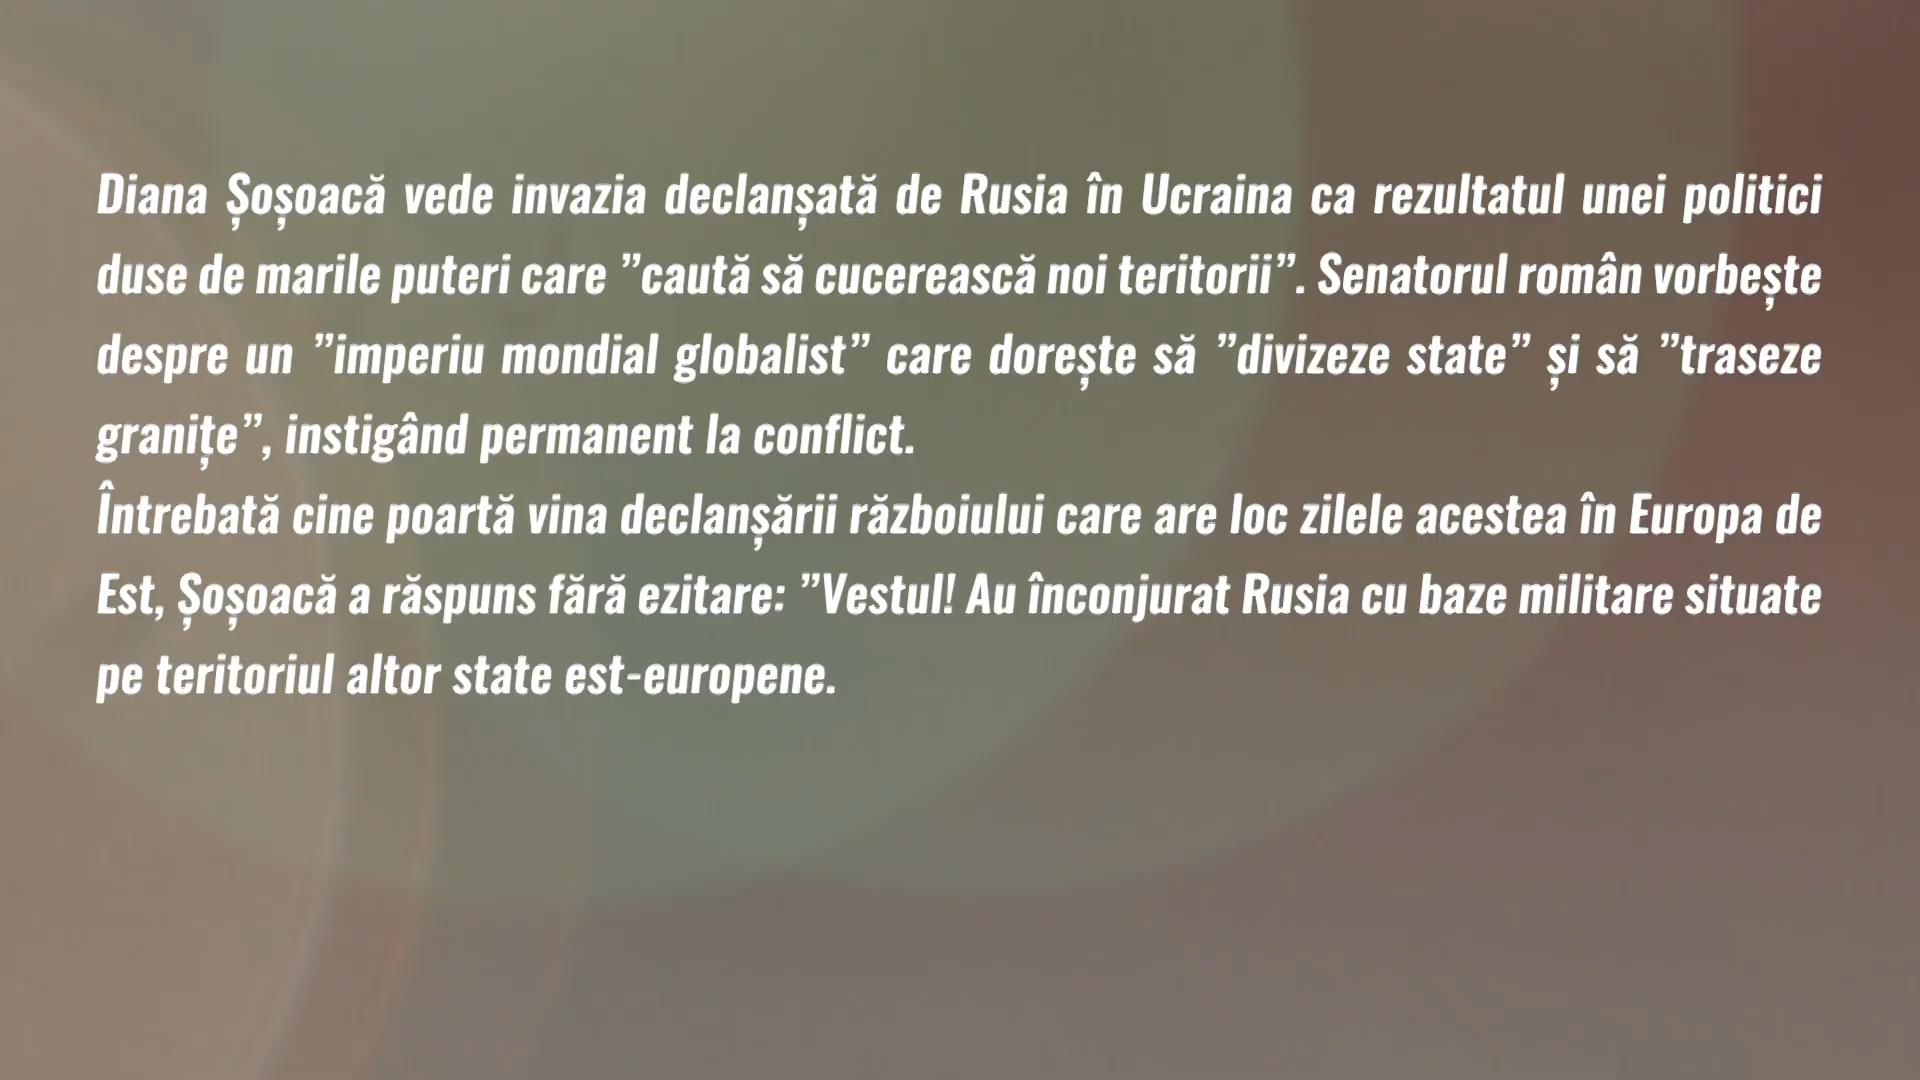 Diana Șoșoacă vede invazia declanșată de Rusia în Ucraina ca rezultatul unei politici
duse de marile puteri care ”caută să cucerească noi teritorii”. Senatorul român vorbește
despre un ”imperiu mondial globalist” care dorește să ”divizeze state” și să ”traseze
granițe”, instigând permanent la conflict.
Întrebată cine poartă vina declanșării războiului care are loc zilele acestea în Europa de
Est, Șoșoacă a răspuns fără ezitare: ”Vestul! Au înconjurat Rusia cu baze militare situate
pe teritoriul altor state est-europene.